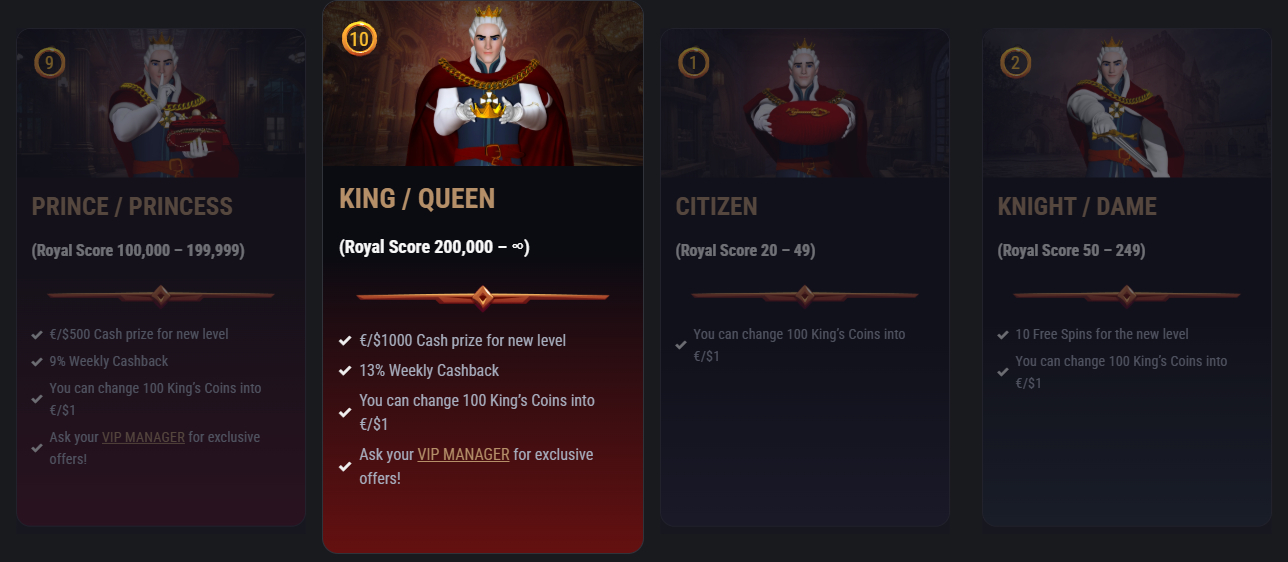 9
PRINCE / PRINCESS
(Royal Score 100,000 – 199,999)
€/$500 Cash prize for new level
9% Weekly Cashback
You can change 100 King's Coins into
€/$1
Ask your VIP MANAGER for exclusive
offers!
10
KING / QUEEN
(Royal Score 200,000 – ∞)
€/$1000 Cash prize for new level
13% Weekly Cashback
You can change 100 King's Coins into
€/$1
Ask your VIP MANAGER for exclusive
offers!
1
CITIZEN
(Royal Score 20 – 49)
You can change 100 King's Coins into
€/$1
2
KNIGHT / DAME
(Royal Score 50 – 249)
10 Free Spins for the new level
You can change 100 King's Coins into
€/$1